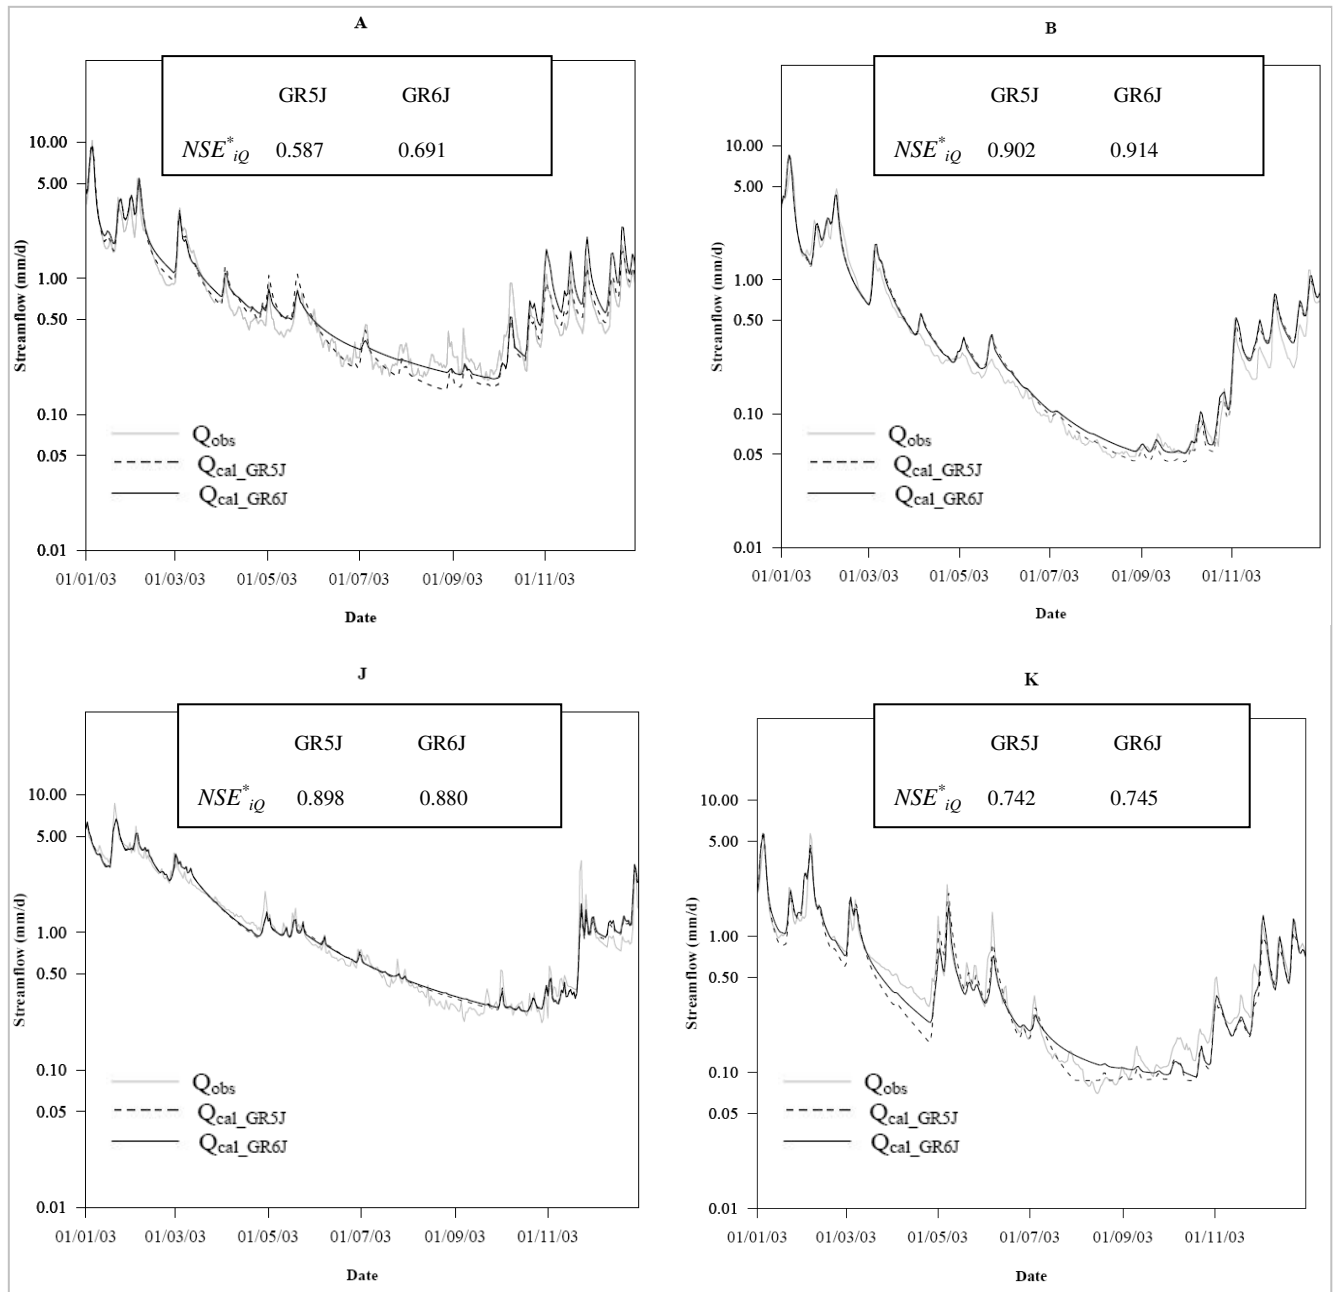 A
GR5J GR6J
NSE*iQ 0.587 0.691
Streamflow (mm/d)
10.00
5.00
1.00
0.50
0.10
0.05
0.01
Qobs
Qcal_GR5J
Qcal_GR6J
01/01/03 01/03/03 01/05/03 01/07/03 01/09/03 01/11/03
Date
B
GR5J GR6J
NSE*iQ 0.902 0.914
Streamflow (mm/d)
10.00
5.00
1.00
0.50
0.10
0.05
0.01
Qobs
Qcal_GR5J
Qcal_GR6J
01/01/03 01/03/03 01/05/03 01/07/03 01/09/03 01/11/03
Date
J
GR5J GR6J
NSE*iQ 0.898 0.880
Streamflow (mm/d)
10.00
5.00
1.00
0.50
0.10
0.05
0.01
Qobs
Qcal_GR5J
Qcal_GR6J
01/01/03 01/03/03 01/05/03 01/07/03 01/09/03 01/11/03
Date
K
GR5J GR6J
NSE*iQ 0.742 0.745
Streamflow (mm/d)
10.00
5.00
1.00
0.50
0.10
0.05
0.01
Qobs
Qcal_GR5J
Qcal_GR6J
01/01/03 01/03/03 01/05/03 01/07/03 01/09/03 01/11/03
Date